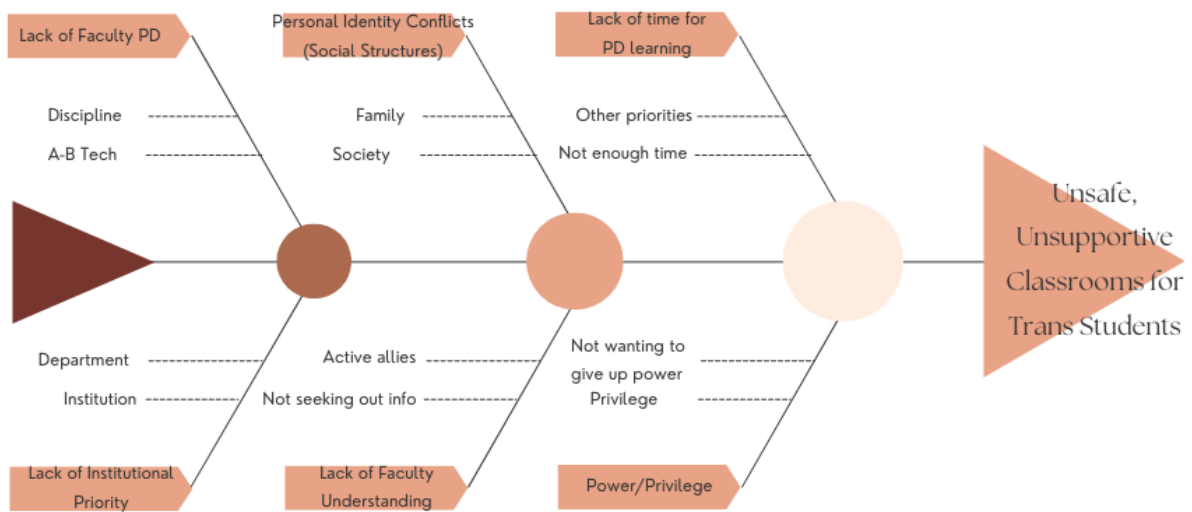 Lack of Faculty PD
Personal Identity Conflicts
(Social Structures)
Lack of time for
PD learning
Discipline
Family
Other priorities
A-B Tech
Society
Not enough time
Unsafe,
Unsupportive
Classrooms for
Trans Students
Department
Active allies
Not wanting to
give up power
Institution
Not seeking out info
Privilege
Lack of Institutional
Priority
Lack of Faculty
Understanding
Power/Privilege